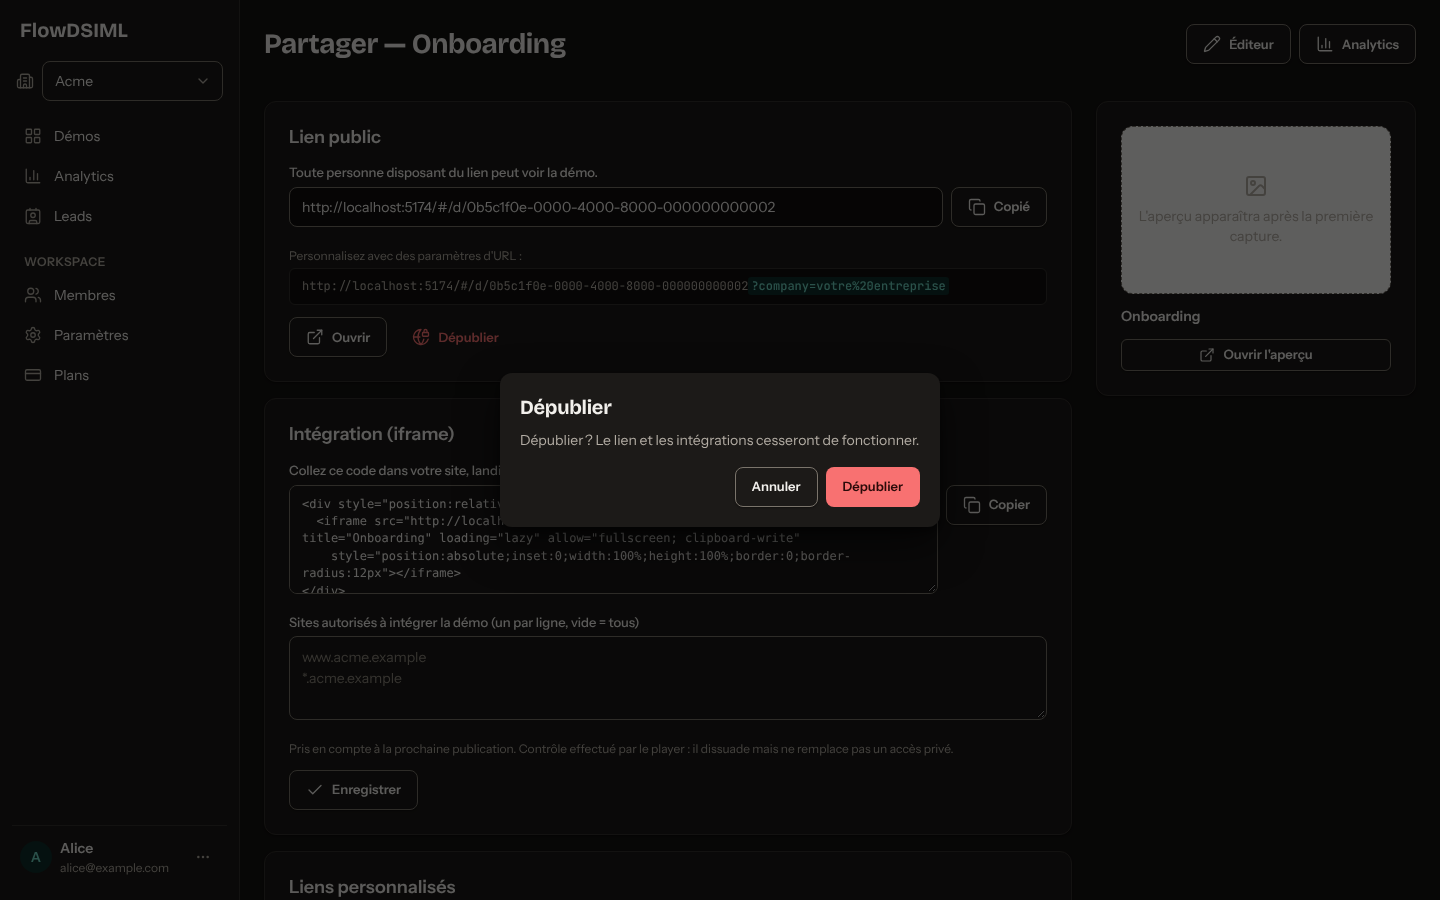 FlowDSIML
Acme
Démos
Analytics
Leads
WORKSPACE
Membres
Paramètres
Plans
A
Alice
alice@example.com
Partager — Onboarding
Éditeur
Analytics
Lien public
Toute personne disposant du lien peut voir la démo.
http://localhost:5174/#/d/0b5c1f0e-0000-4000-8000-000000000002
Copié
Personnalisez avec des paramètres d'URL :
http://localhost:5174/#/d/0b5c1f0e-0000-4000-8000-000000000002?company=votre%20entreprise
Ouvrir
Dépublier
L'aperçu apparaîtra après la première
capture.
Onboarding
Ouvrir l'aperçu
Dépublier
Dépublier ? Le lien et les intégrations cesseront de fonctionner.
Annuler
Dépublier
Intégration (iframe)
Collez ce code dans votre site, landi
<div style="position:relativ
<iframe src="http://localh
title="Onboarding" loading="lazy" allow="fullscreen; clipboard-write"
style="position:absolute;inset:0;width:100%;height:100%;border:0;border-
radius:12px"></iframe>
</div>
Copier
Sites autorisés à intégrer la démo (un par ligne, vide = tous)
www.acme.example
*.acme.example
Pris en compte à la prochaine publication. Contrôle effectué par le player : il dissuade mais ne remplace pas un accès privé.
Enregistrer
Liens personnalisés